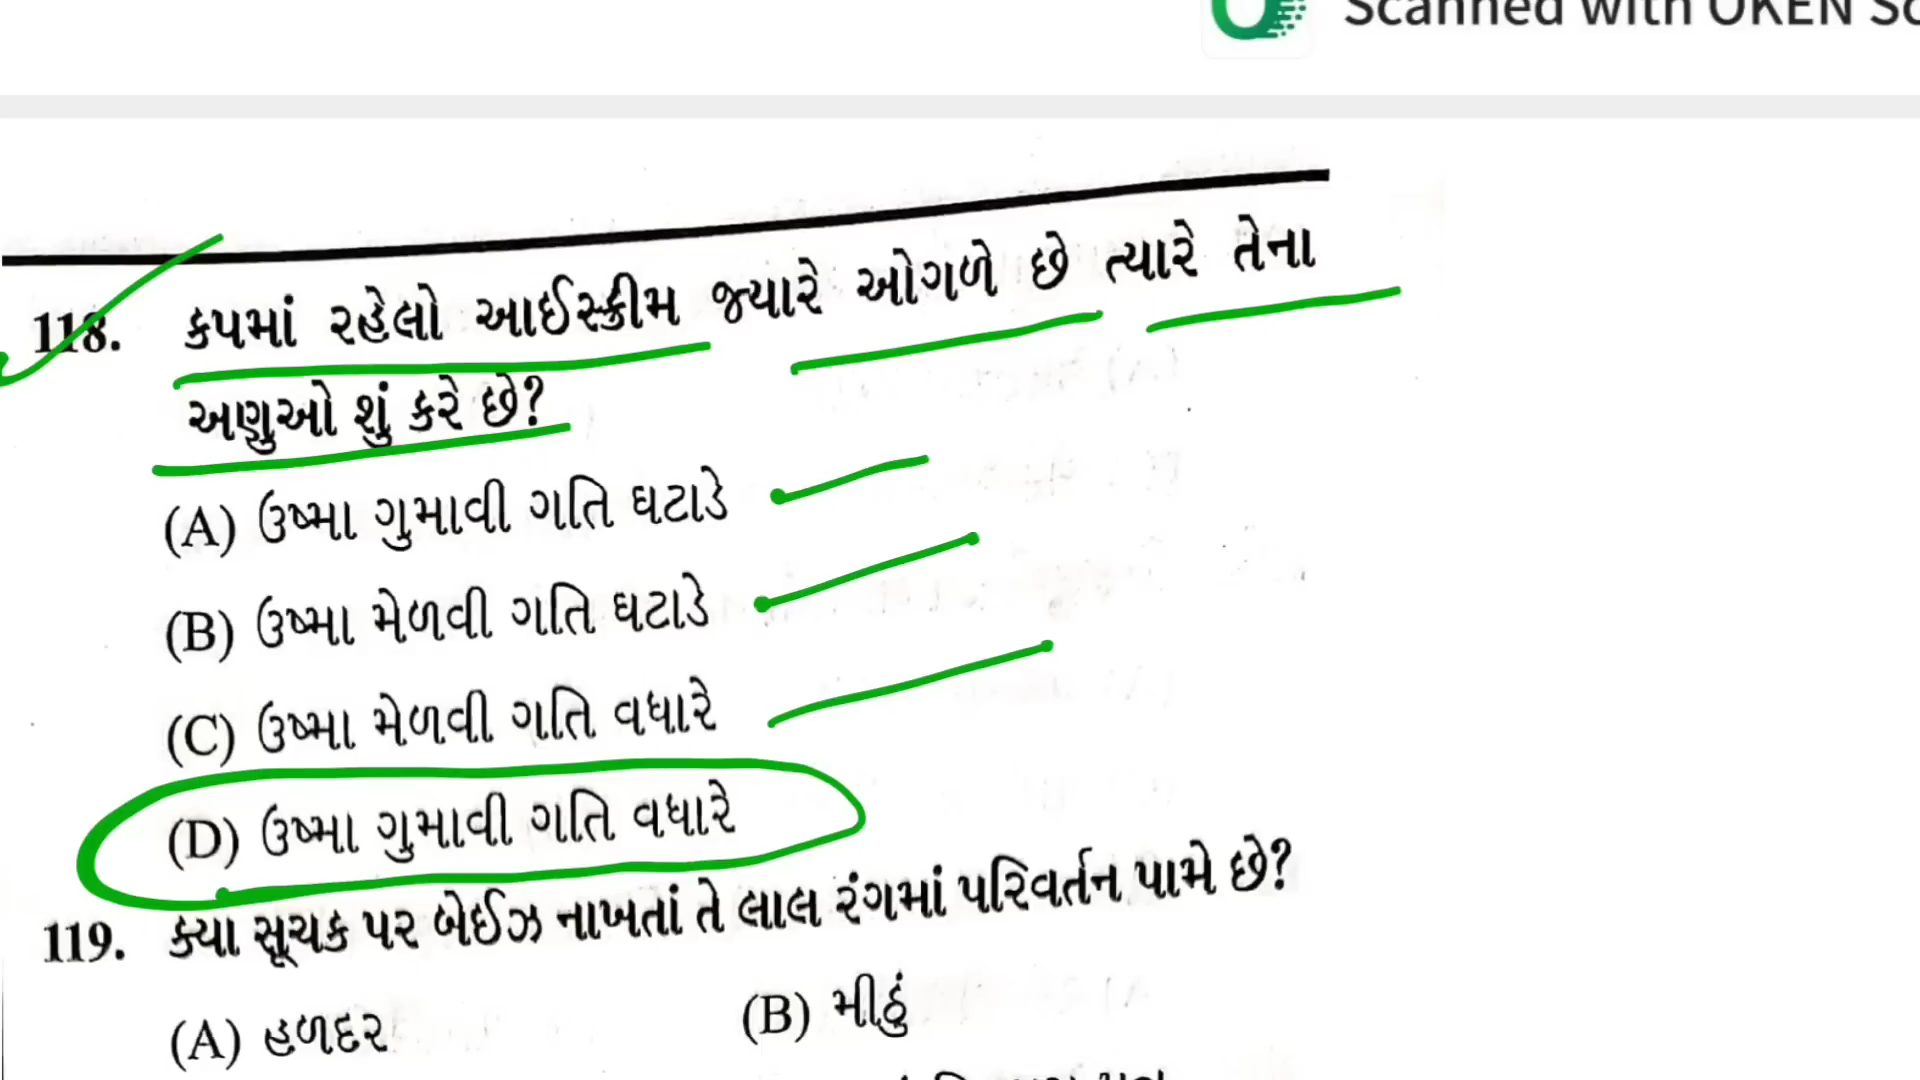 Scanned with OKEN Sc
118. કપમાં રહેલો આઈસ્ક્રીમ જ્યારે ઓગળે છે ત્યારે તેના
અણુઓ શું કરે છે?
(A) ઉષ્મા ગુમાવી ગતિ ઘટાડે
(B) ઉષ્મા મેળવી ગતિ ઘટાડે
(C) ઉષ્મા મેળવી ગતિ વધારે
(D) ઉષ્મા ગુમાવી ગતિ વધારે
119. ક્યા સૂચક પર બેઈઝ નાખતાં તે લાલ રંગમાં પરિવર્તન પામે છે?
(A) હળદર (B) મીઠું